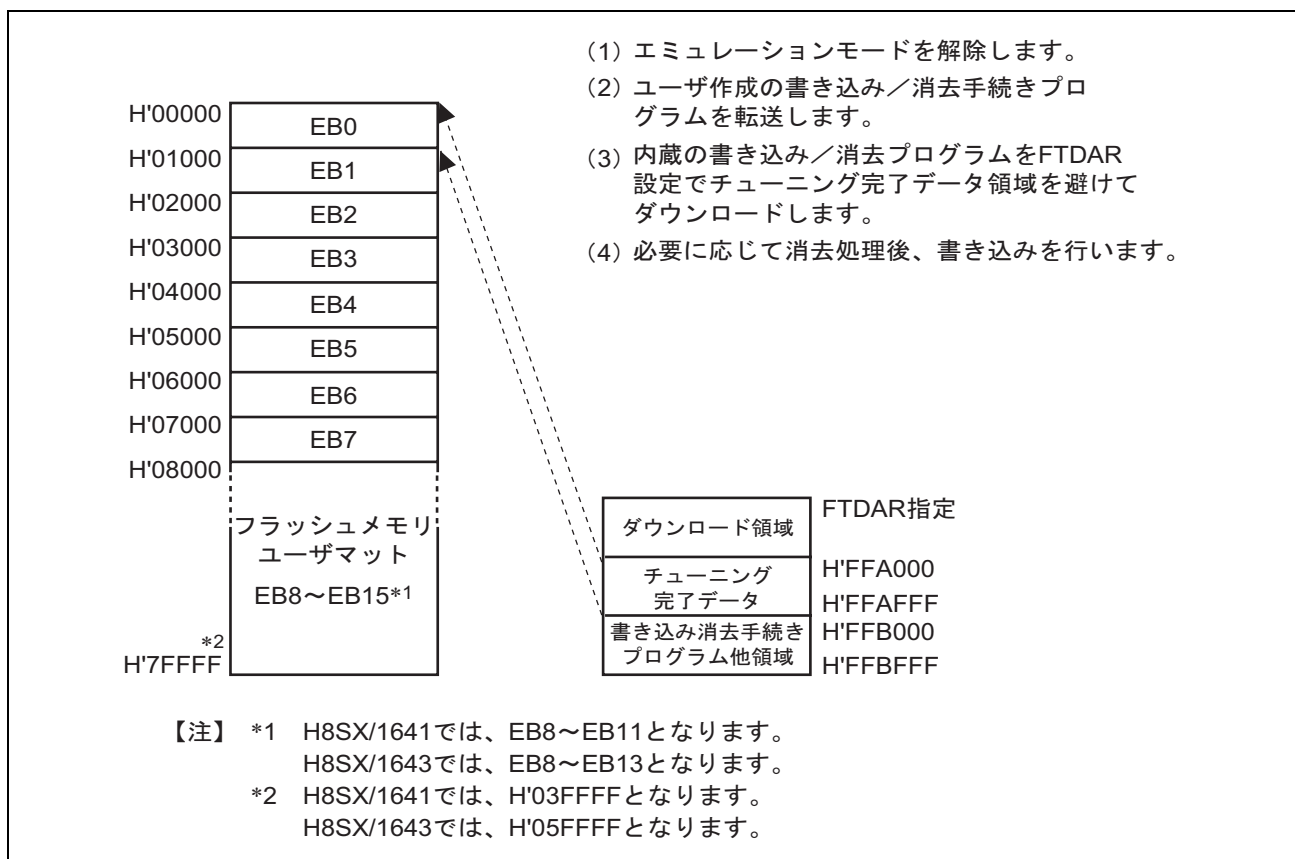 (1) エミュレーションモードを解除します。
(2) ユーザ作成の書き込み／消去手続きプロ
グラムを転送します。
(3) 内蔵の書き込み／消去プログラムをFTDAR
設定でチューニング完了データ領域を避けて
ダウンロードします。
(4) 必要に応じて消去処理後、書き込みを行います。
H'00000
EB0
H'01000
EB1
H'02000
EB2
H'03000
EB3
H'04000
EB4
H'05000
EB5
H'06000
EB6
H'07000
EB7
H'08000
フラッシュメモリ
ユーザマット
EB8～EB15*1
*2
H'7FFFF
ダウンロード領域
FTDAR指定
チューニング
完了データ
H'FFA000
H'FFAFFF
書き込み消去手続き
プログラム他領域
H'FFB000
H'FFBFFF
【注】 *1 H8SX/1641では、EB8～EB11となります。
H8SX/1643では、EB8～EB13となります。
*2 H8SX/1641では、H'03FFFFとなります。
H8SX/1643では、H'05FFFFとなります。